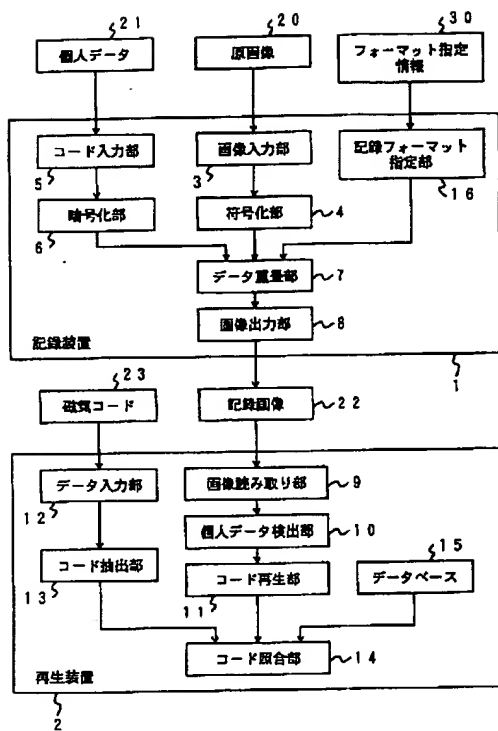 21
20
30
個人データ
原画像
フォーマット指定
情報
コード入力部
画像入力部
記録フォーマット
指定部
5
3
16
暗号化部
符号化部
4
6
データ重畳部
7
画像出力部
8
記録装置
1
23
磁気コード
記録画像
22
データ入力部
画像読み取り部
9
12
個人データ検出部
10
15
コード抽出部
コード再生部
データベース
13
11
コード照合部
14
再生装置
2